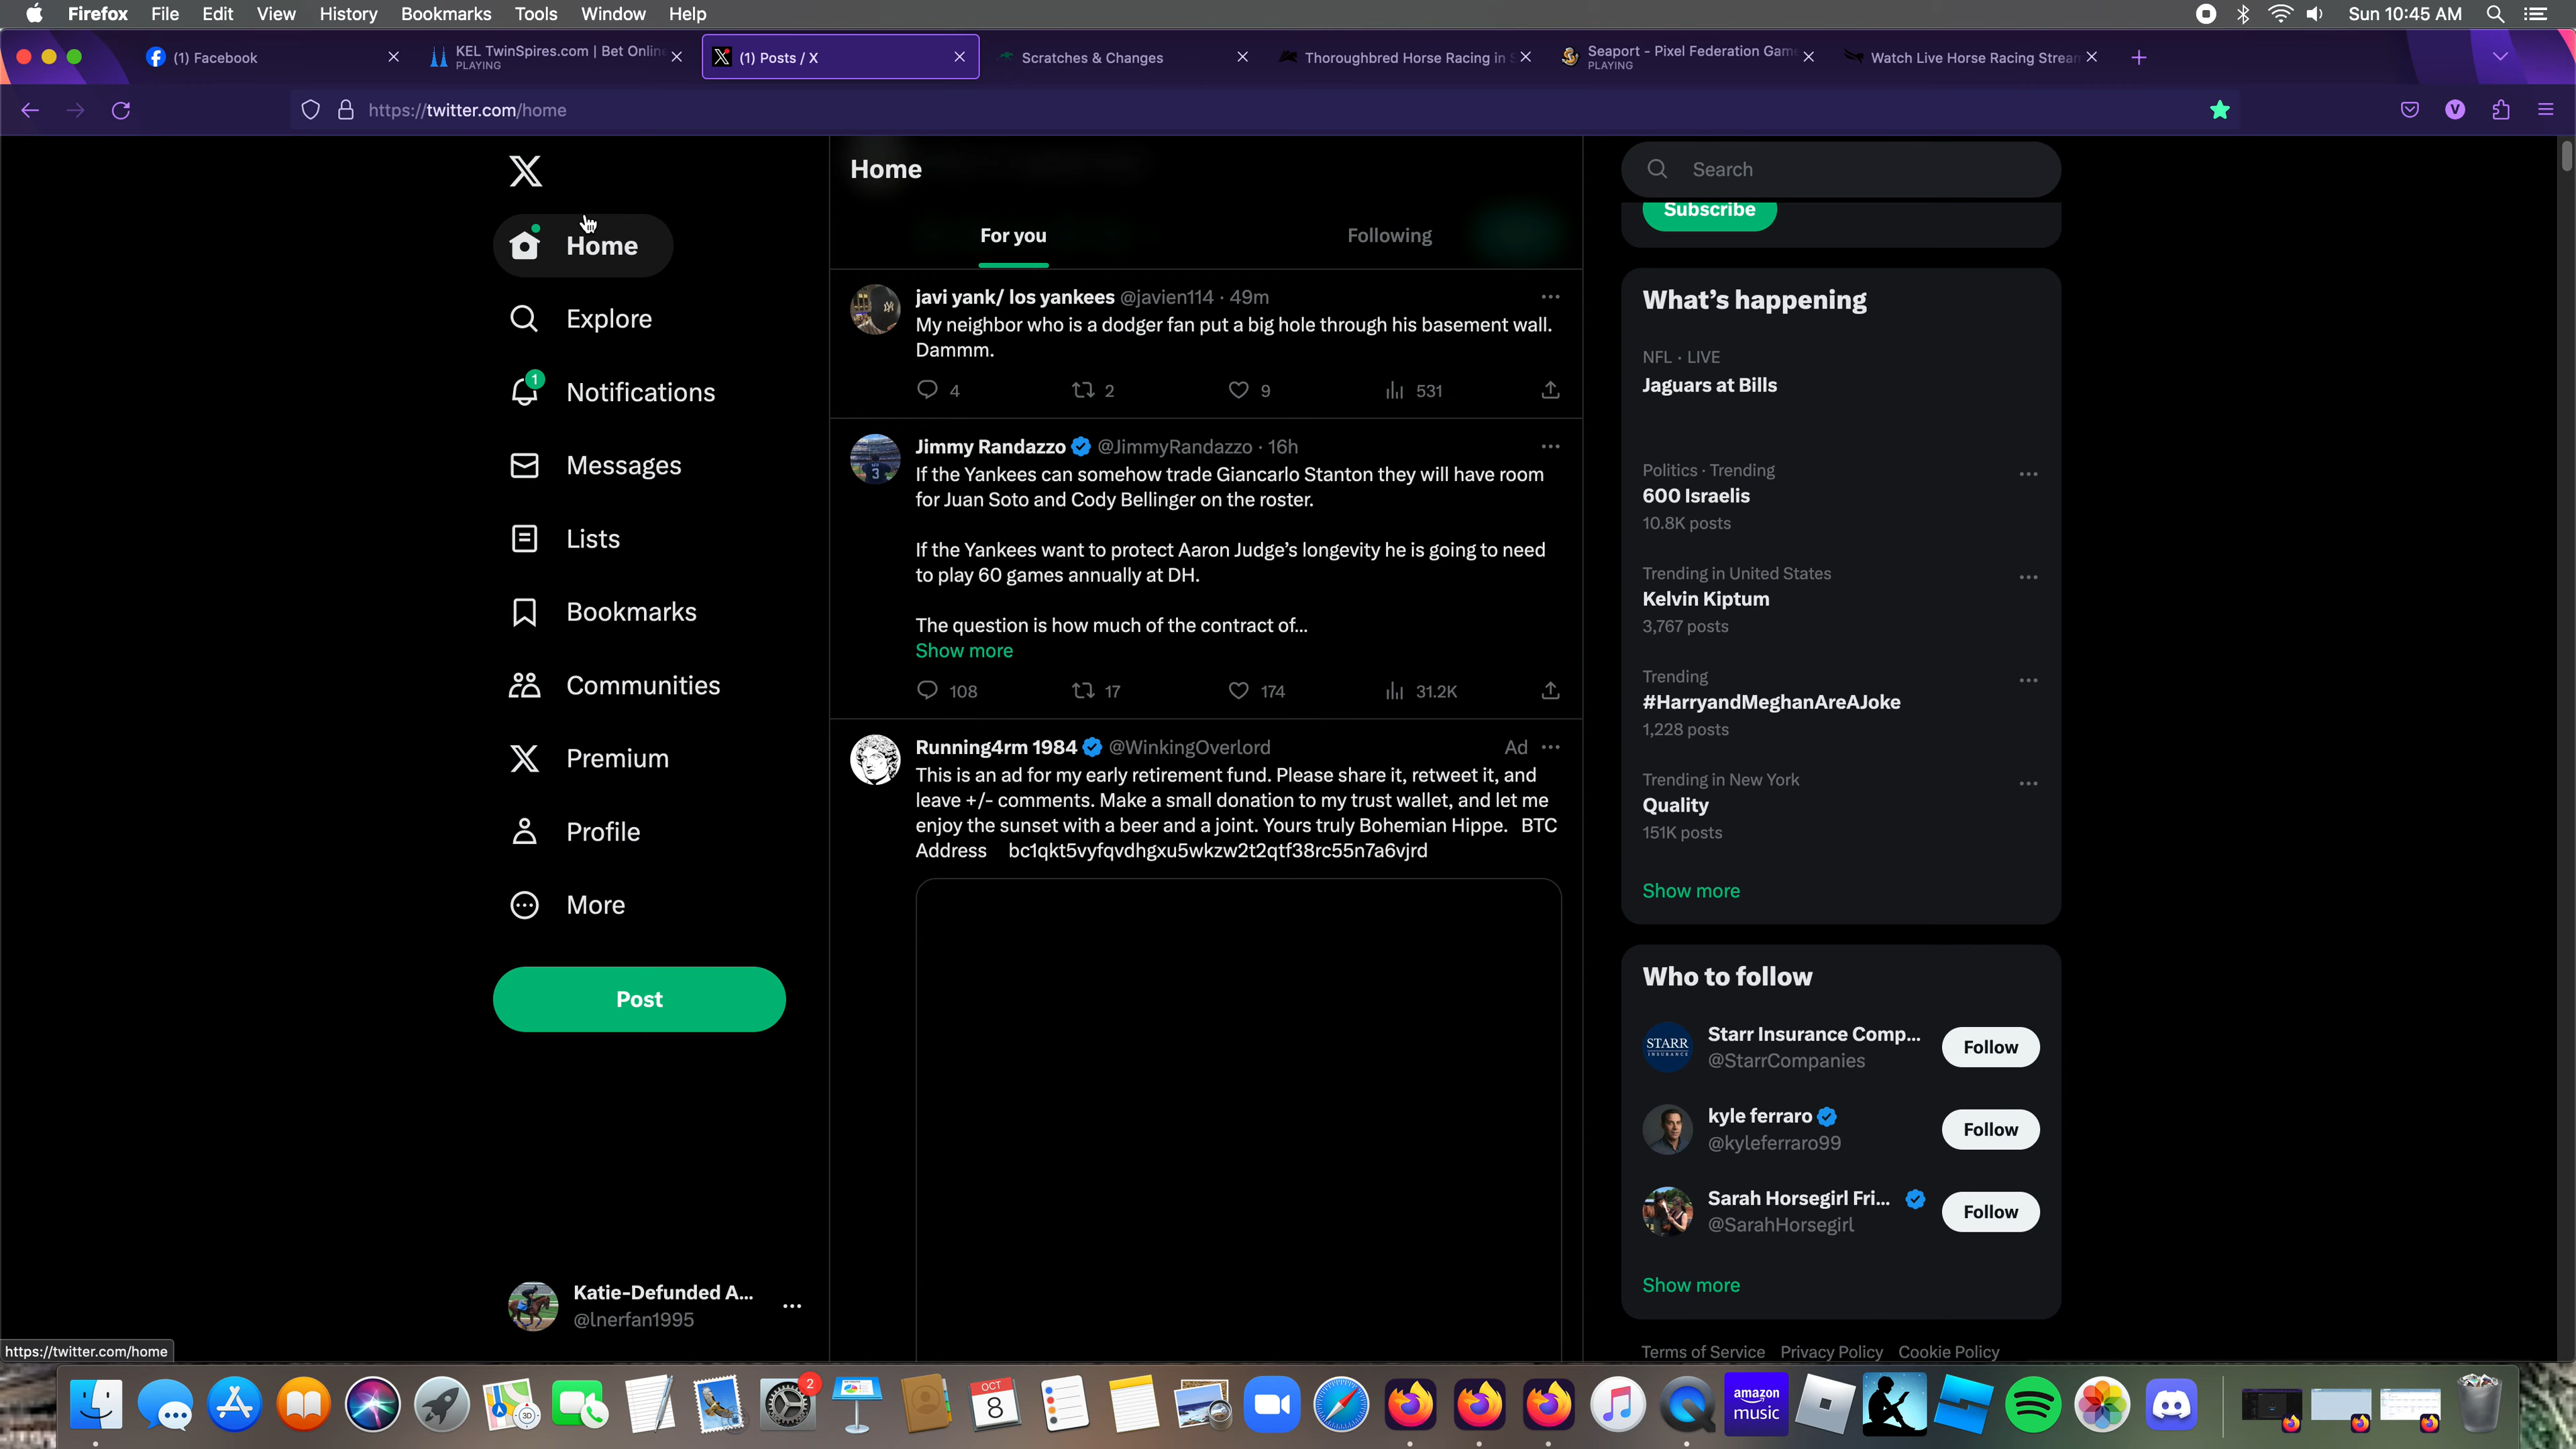 Firefox File Edit View History Bookmarks Tools Window Help Sun 10:45 AM
(1) Facebook
KEL TwinSpires.com | Bet Online
PLAYING
(1) Posts / X
Scratches & Changes
Thoroughbred Horse Racing in
Seaport - Pixel Federation Gam
PLAYING
Watch Live Horse Racing Strea
https://twitter.com/home
V
Home
Explore
1
Notifications
Messages
Lists
Bookmarks
Communities
Premium
Profile
More
Post
Katie-Defunded A...
@lnerfan1995
https://twitter.com/home
Home
For you Following
javi yank/ los yankees @javien114 · 49m
My neighbor who is a dodger fan put a big hole through his basement wall.
Dammm.
4 2 9 531
Jimmy Randazzo @JimmyRandazzo · 16h
If the Yankees can somehow trade Giancarlo Stanton they will have room
for Juan Soto and Cody Bellinger on the roster.
If the Yankees want to protect Aaron Judge's longevity he is going to need
to play 60 games annually at DH.
The question is how much of the contract of...
Show more
108 17 174 31.2K
Running4rm 1984 @WinkingOverlord Ad
This is an ad for my early retirement fund. Please share it, retweet it, and
leave +/- comments. Make a small donation to my trust wallet, and let me
enjoy the sunset with a beer and a joint. Yours truly Bohemian Hippe. BTC
Address bc1qkt5vyfqvdhgxu5wkzw2t2qtf38rc55n7a6vjrd
Search
Subscribe
What's happening
NFL · LIVE
Jaguars at Bills
Politics · Trending
600 Israelis
10.8K posts
Trending in United States
Kelvin Kiptum
3,767 posts
Trending
#HarryandMeghanAreAJoke
1,228 posts
Trending in New York
Quality
151K posts
Show more
Who to follow
STARR
INSURANCE
Starr Insurance Comp...
@StarrCompanies
Follow
kyle ferraro
@kyleferraro99
Follow
Sarah Horsegirl Fri...
@SarahHorsegirl
Follow
Show more
Terms of Service Privacy Policy Cookie Policy
3D
2
OCT
8
amazon
music